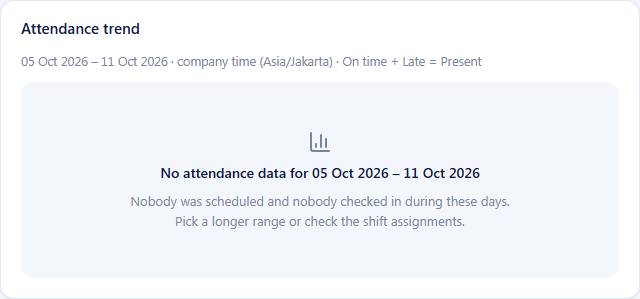 Attendance trend
05 Oct 2026 – 11 Oct 2026 · company time (Asia/Jakarta) · On time + Late = Present
No attendance data for 05 Oct 2026 – 11 Oct 2026
Nobody was scheduled and nobody checked in during these days.
Pick a longer range or check the shift assignments.